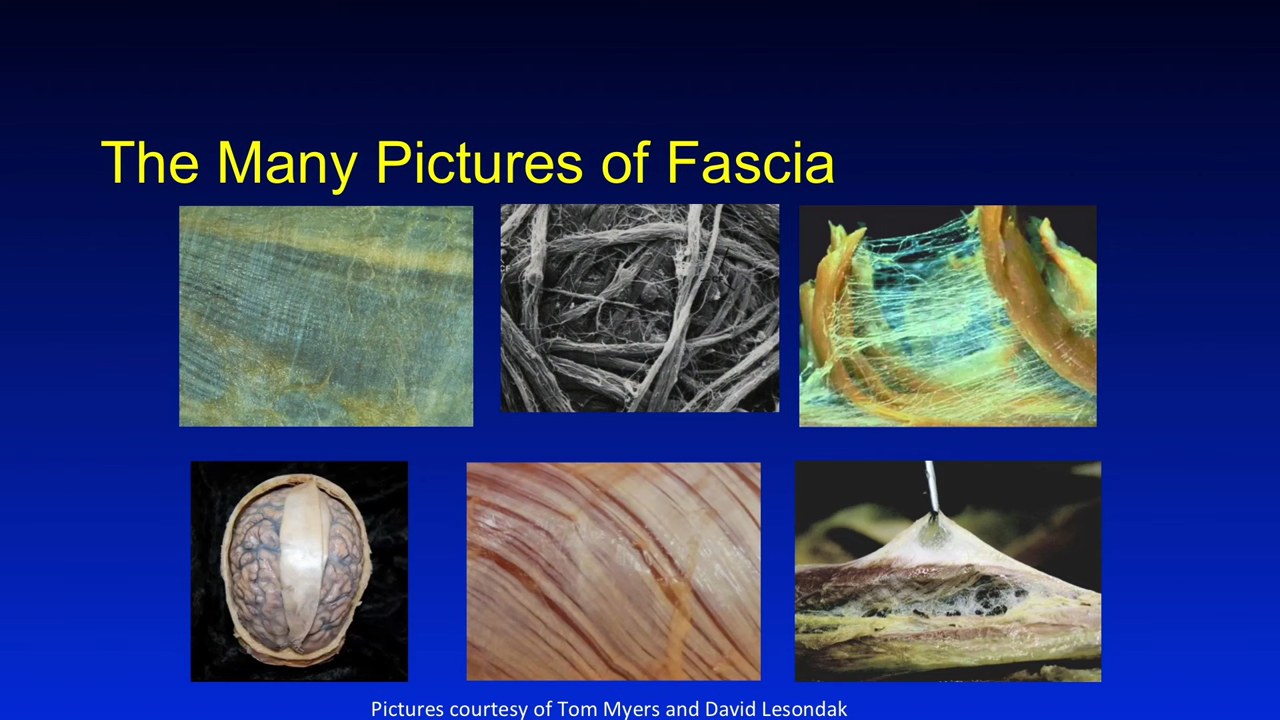 The Many Pictures of Fascia
Pictures courtesy of Tom Myers and David Lesondak